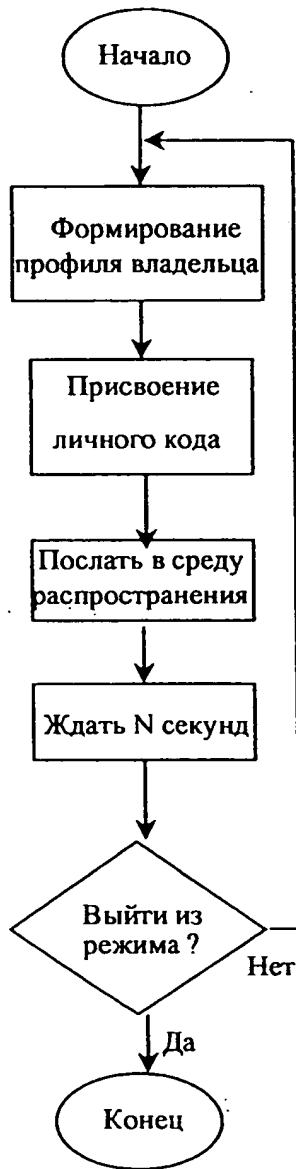 Начало
Формирование
профиля владельца
Присвоение
личного кода
Послать в среду
распространения
Ждать N секунд
Выйти из
режима ?
Нет
Да
Конец